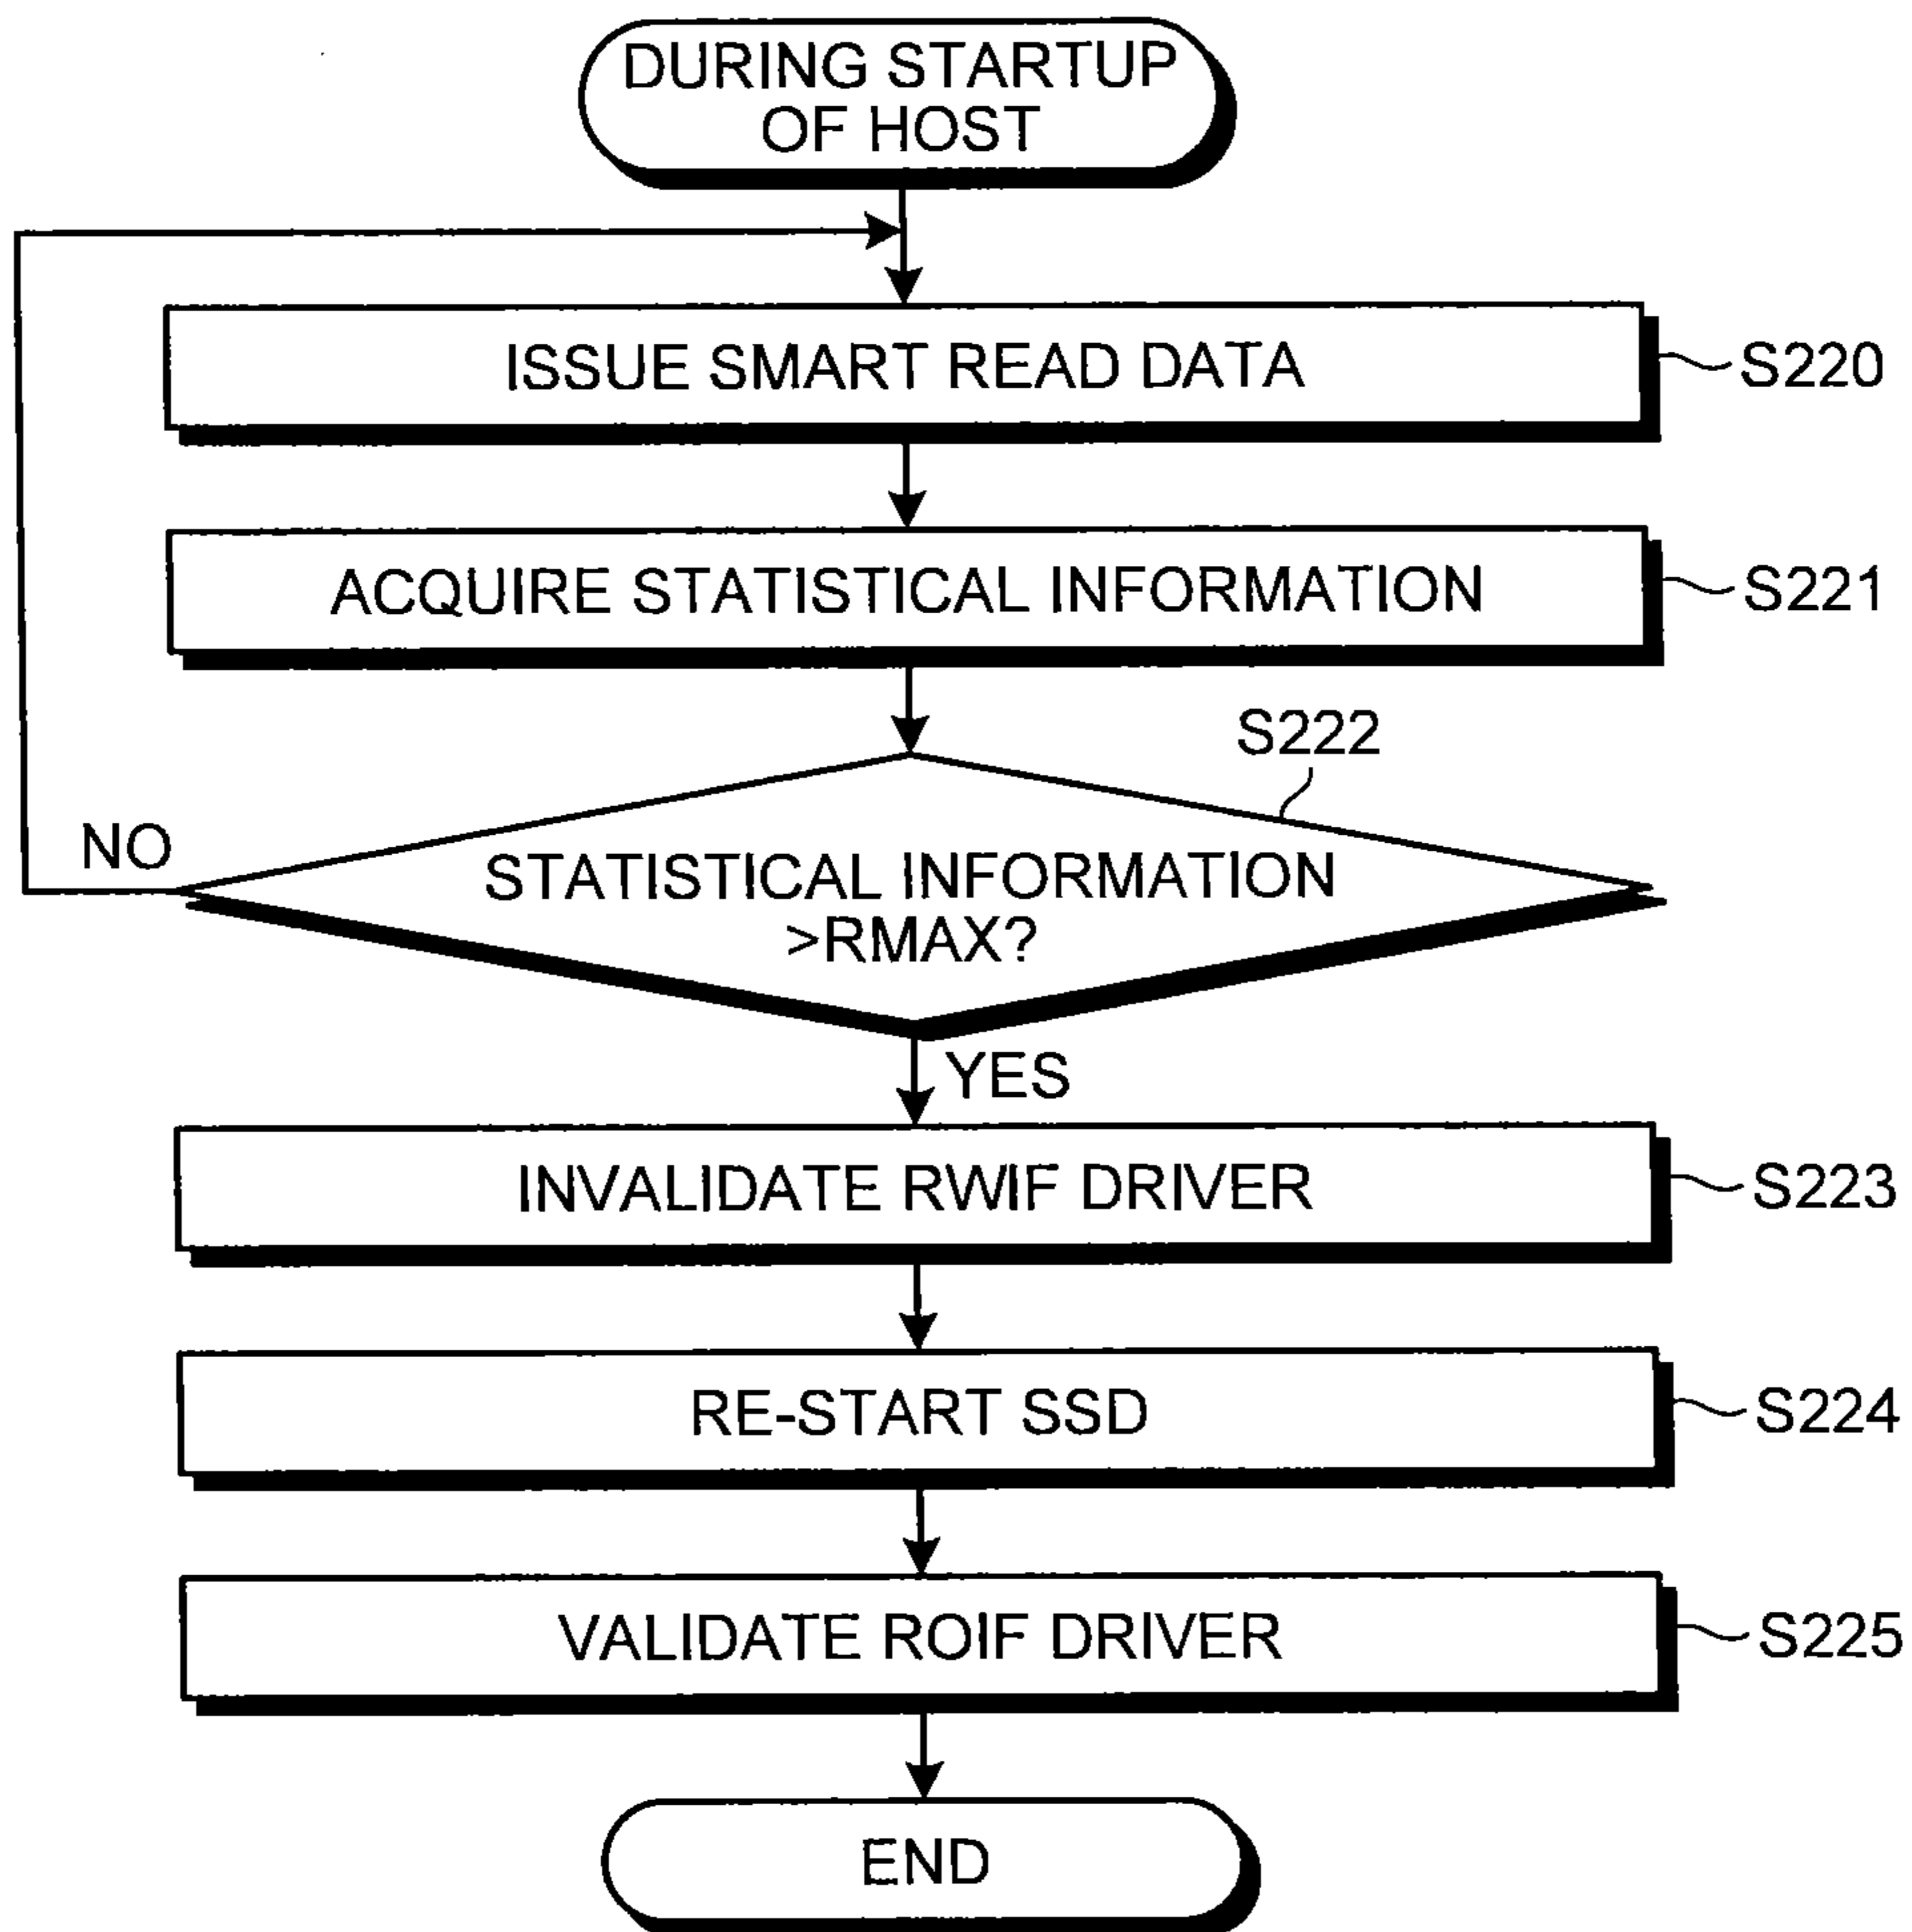 DURING STARTUP
OF HOST
ISSUE SMART READ DATA
S220
ACQUIRE STATISTICAL INFORMATION
S221
S222
NO
STATISTICAL INFORMATION
>RMAX?
YES
INVALIDATE RWIF DRIVER
S223
RE-START SSD
S224
VALIDATE ROIF DRIVER
S225
END